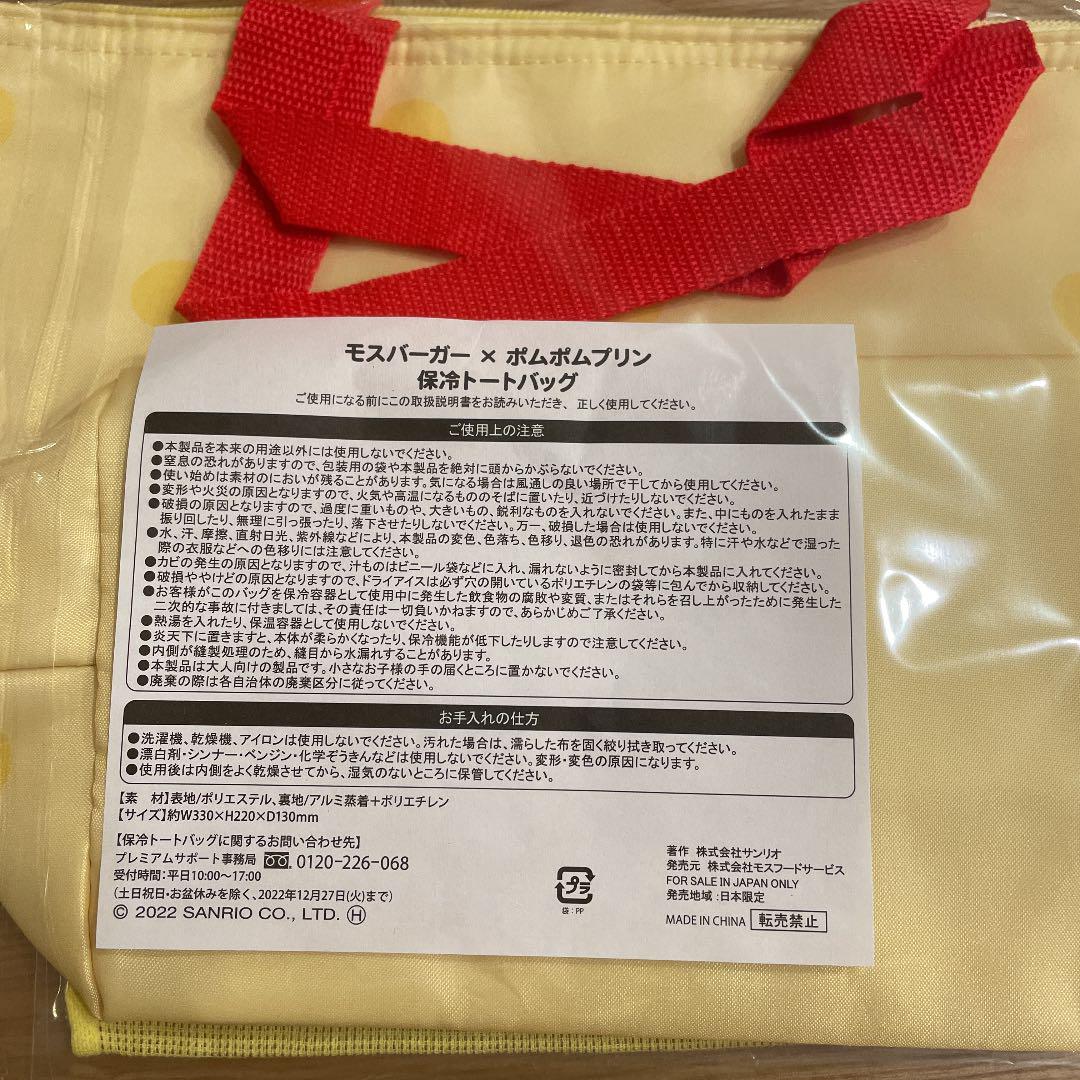 モスバーガー × ポムポムプリン
保冷トートバッグ
ご使用になる前にこの取扱説明書をお読みいただき、正しく使用してください。
ご使用上の注意
●本製品を本来の用途以外には使用しないでください。
●窒息の恐れがありますので、包装用の袋や本製品を絶対に頭からかぶらないでください。
●使い始めは素材のにおいが残ることがあります。気になる場合は風通しの良い場所で干してから使用してください。
●変形や火災の原因となりますので、火気や高温になるもののそばに置いたり、近づけたりしないでください。
●破損の原因となりますので、過度に重いものや、大きいもの、鋭利なものを入れないでください。また、中にものを入れたまま
振り回したり、無理に引っ張ったり、落下させたりしないでください。万一、破損した場合は使用しないでください。
●水、汗、摩擦、直射日光、紫外線などにより、本製品の変色、色落ち、色移り、退色の恐れがあります。特に汗や水などで湿った
際の衣服などへの色移りには注意してください。
●カビの発生の原因となりますので、汁ものはビニール袋などに入れ、漏れないように密封してから本製品に入れてください。
●破損ややけどの原因となりますので、ドライアイスは必ず穴の開いているポリエチレンの袋等に包んでから収納してください。
●お客様がこのバッグを保冷容器として使用中に発生した飲食物の腐敗や変質、またはそれらを召し上がったために発生した
二次的な事故に付きましては、その責任は一切負いかねますので、あらかじめご了承ください。
●熱湯を入れたり、保温容器として使用しないでください。
●炎天下に置きますと、本体が柔らかくなったり、保冷機能が低下したりしますので注意してください。
●内側が縫製処理のため、縫目から水漏れすることがあります。
●本製品は大人向けの製品です。小さなお子様の手の届くところに置かないでください。
●廃棄の際は各自治体の廃棄区分に従ってください。
お手入れの仕方
●洗濯機、乾燥機、アイロンは使用しないでください。汚れた場合は、濡らした布を固く絞り拭き取ってください。
●漂白剤・シンナー・ベンジン・化学ぞうきんなどは使用しないでください。変形・変色の原因になります。
●使用後は内側をよく乾燥させてから、湿気のないところに保管してください。
【素　材】表地/ポリエステル、裏地/アルミ蒸着+ポリエチレン
【サイズ】約W330×H220×D130mm
【保冷トートバッグに関するお問い合わせ先】
プレミアムサポート事務局 0120-226-068
受付時間:平日10:00〜17:00
(土日祝日・お盆休みを除く、2022年12月27日(火)まで)
© 2022 SANRIO CO., LTD. Ⓗ
プラ
袋:PP
著作 株式会社サンリオ
発売元 株式会社モスフードサービス
FOR SALE IN JAPAN ONLY
発売地域:日本限定
MADE IN CHINA 転売禁止